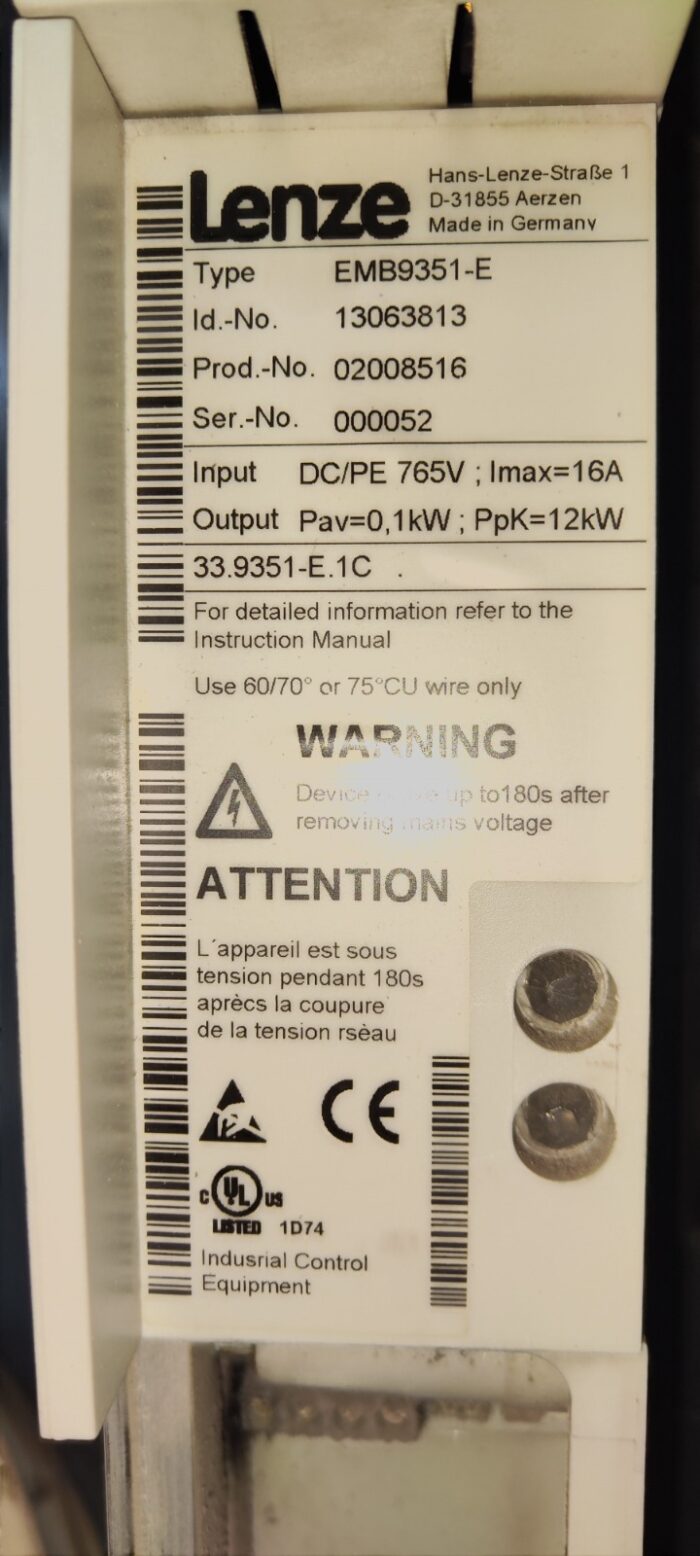 Lenze
Hans-Lenze-Straße 1
D-31855 Aerzen
Made in Germany
Type EMB9351-E
Id.-No. 13063813
Prod.-No. 02008516
Ser.-No. 000052
Input DC/PE 765V ; Imax=16A
Output Pav=0,1kW ; PpK=12kW
33.9351-E.1C .
For detailed information refer to the
Instruction Manual
Use 60/70° or 75°CU wire only
WARNING
Device up to180s after
removing mains voltage
ATTENTION
L´appareil est sous
tension pendant 180s
aprècs la coupure
de la tension rsèau
CE
C UL US
LISTED 1D74
Indusrial Control
Equipment